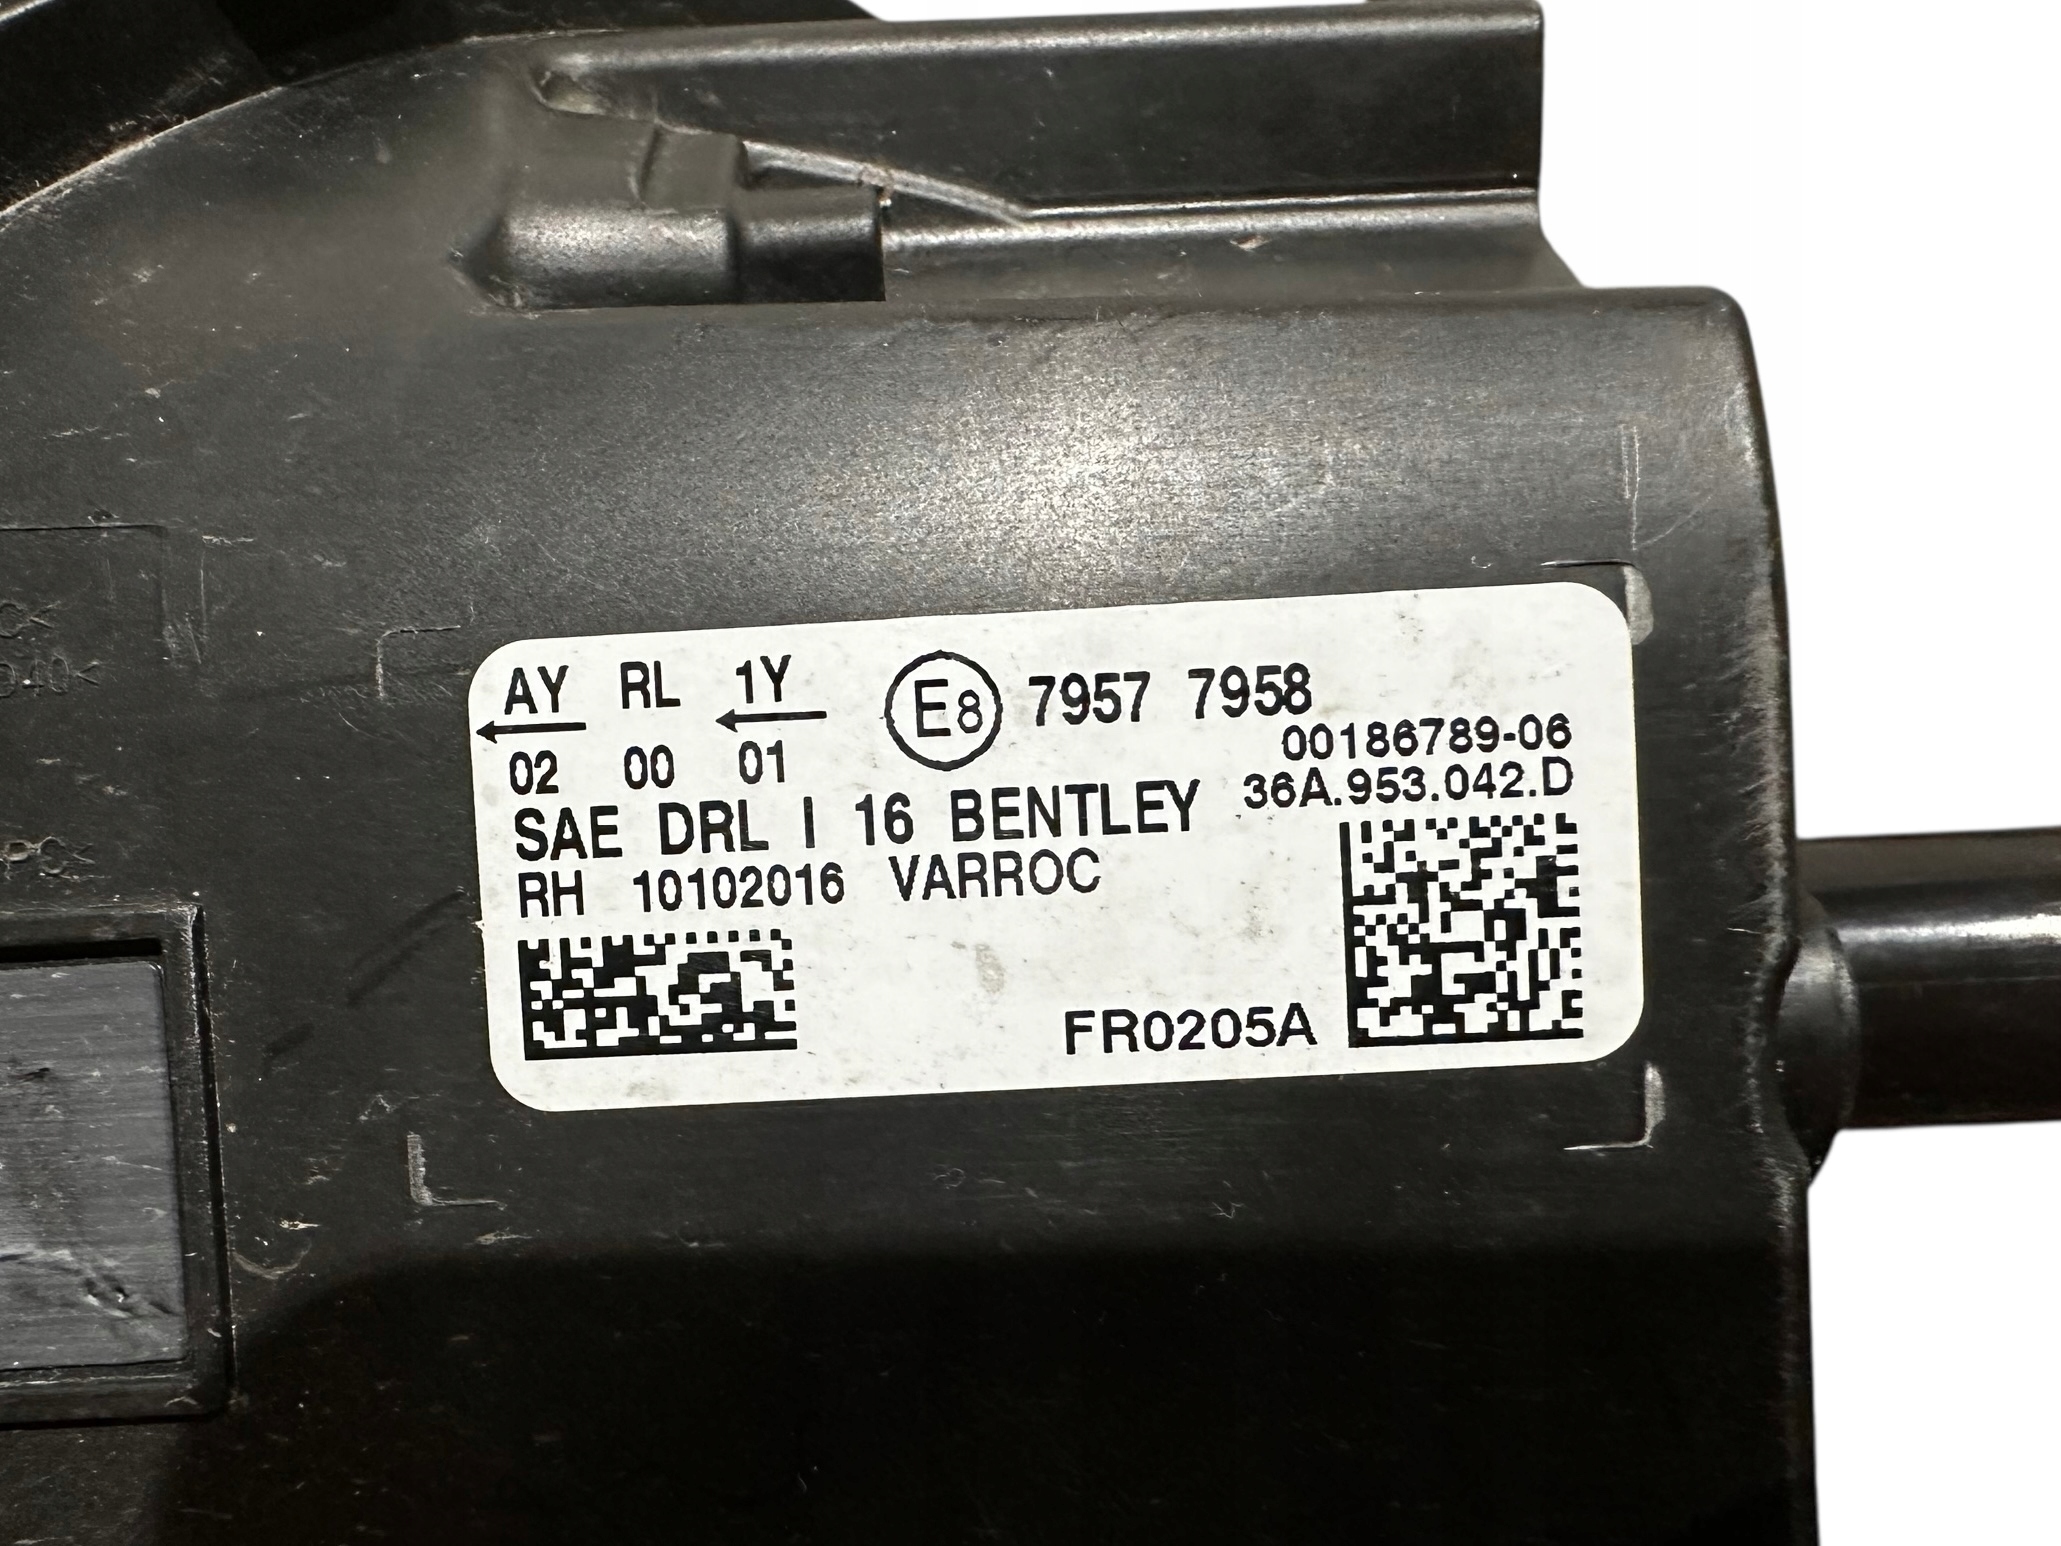 AY RL 1Y E8 7957 7958
02 00 01 00186789-06
SAE DRL I 16 BENTLEY 36A.953.042.D
RH 10102016 VARROC
FR0205A